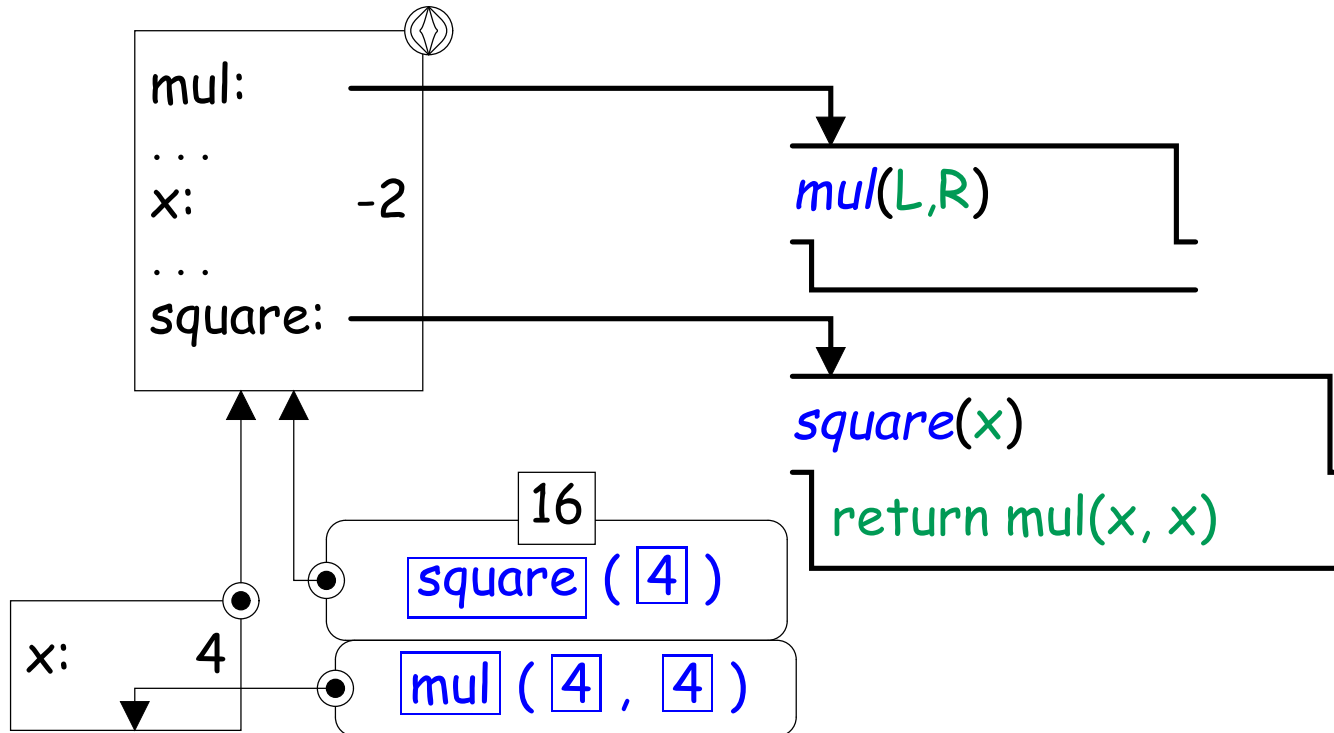 mul:
. . .
x: -2
. . .
square:
mul(L,R)
square(x)
return mul(x, x)
16
square ( 4 )
x: 4
mul ( 4 , 4 )